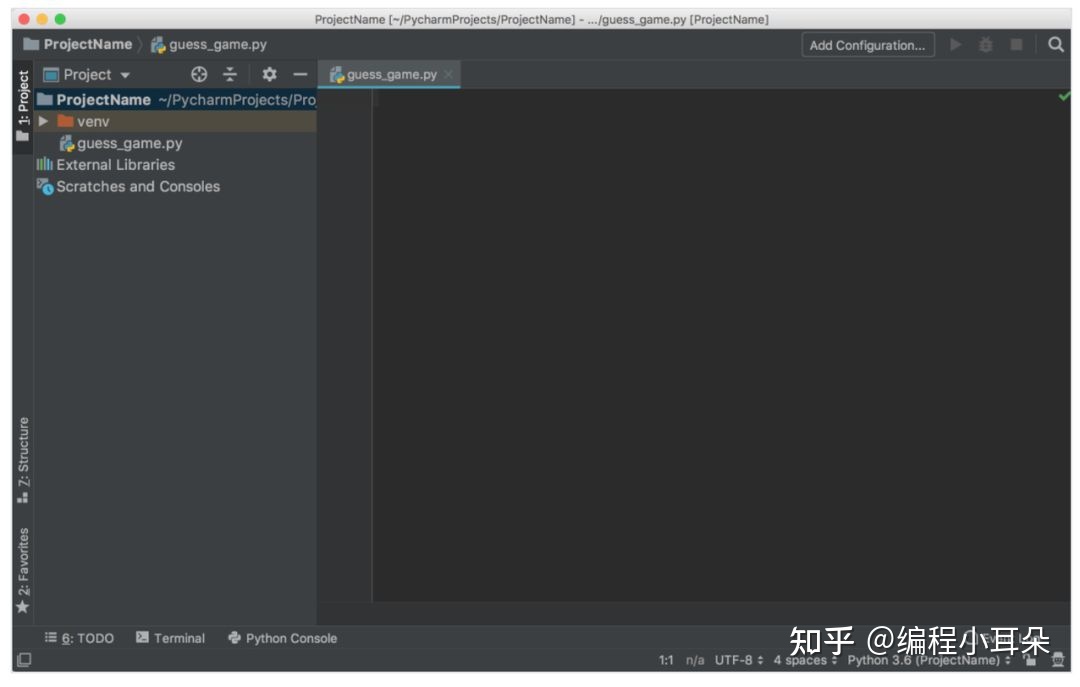 ProjectName [~/PycharmProjects/ProjectName] - .../guess_game.py [ProjectName]
ProjectName guess_game.py Add Configuration...
1: Project
Project
guess_game.py
ProjectName ~/PycharmProjects/Pro
venv
guess_game.py
External Libraries
Scratches and Consoles
Z: Structure
2: Favorites
6: TODO Terminal Python Console
知乎 @编程小耳朵
1:1 n/a UTF-8 4 spaces Python 3.6 (ProjectName)